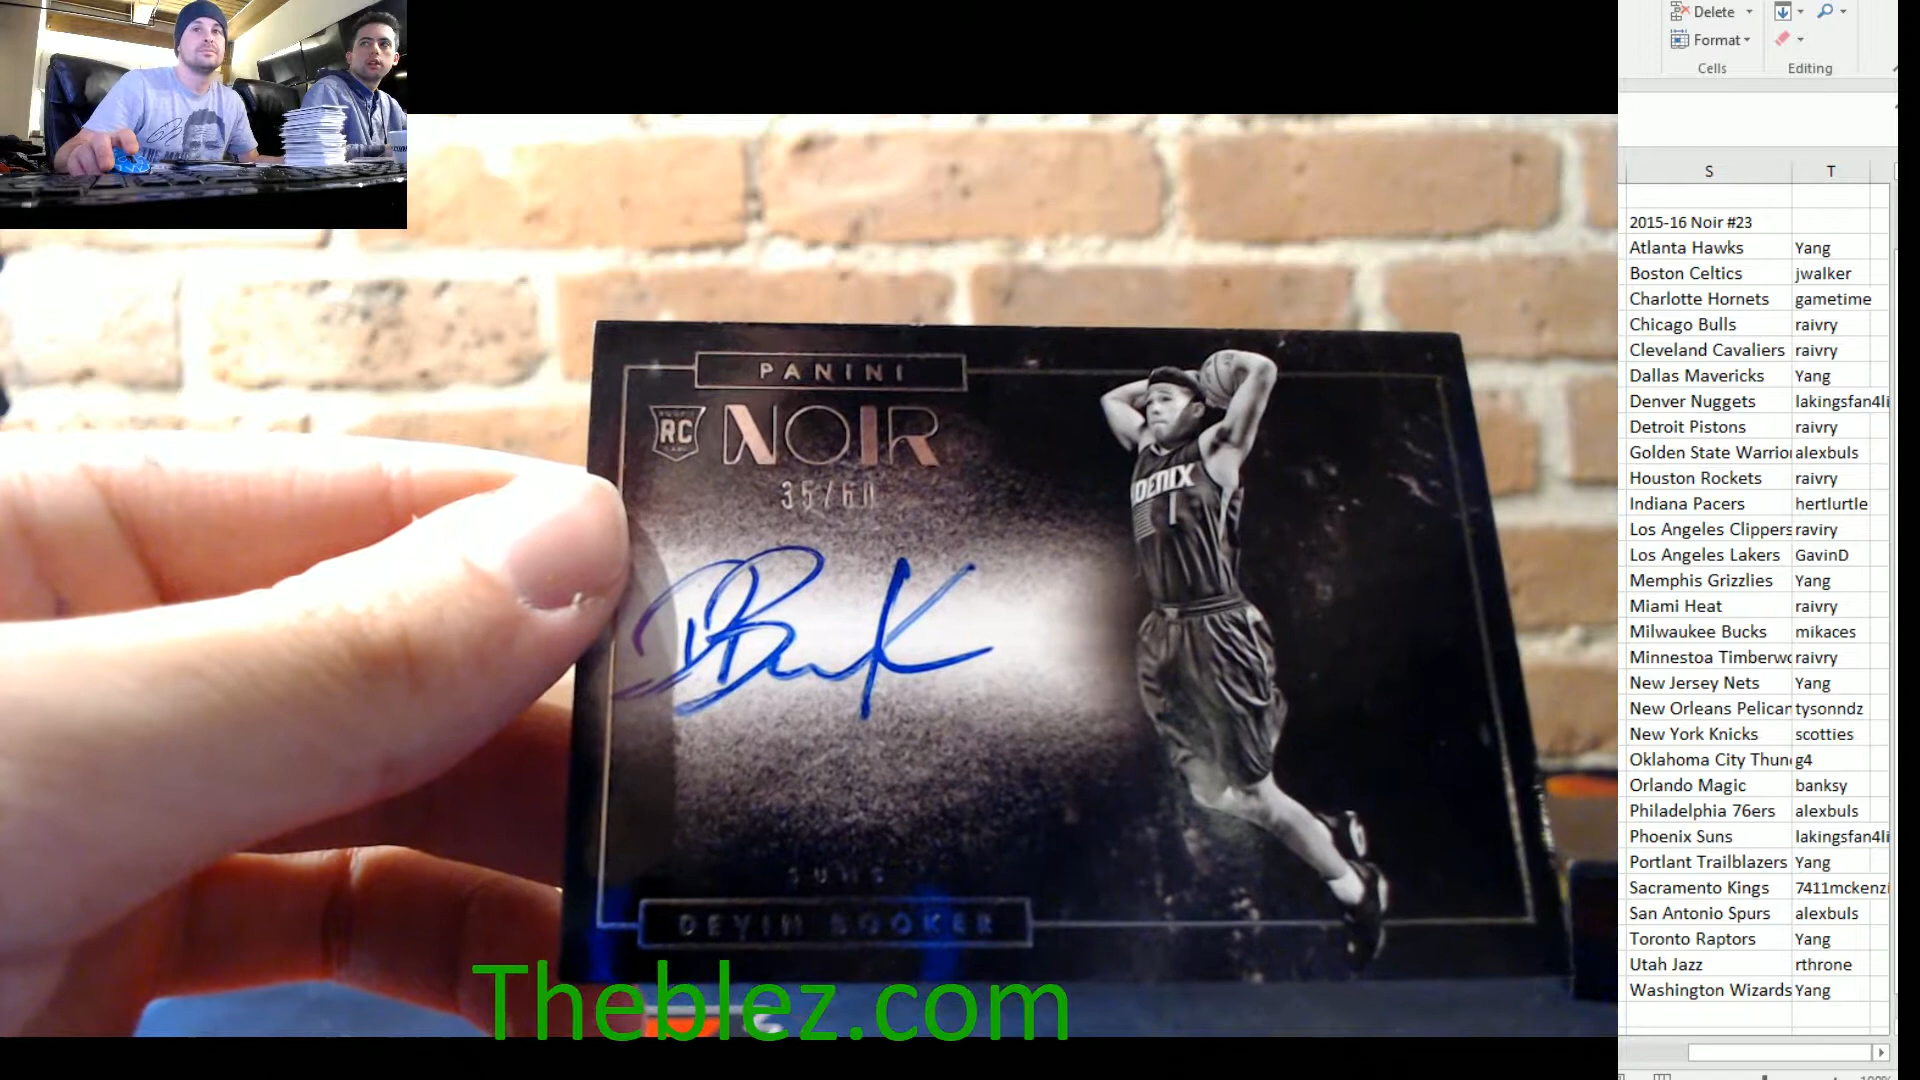 Delete
Format
Cells
Editing
S T
2015-16 Noir #23
Atlanta Hawks Yang
Boston Celtics jwalker
Charlotte Hornets gametime
Chicago Bulls raivry
Cleveland Cavaliers raivry
Dallas Mavericks Yang
Denver Nuggets lakingsfan4li
Detroit Pistons raivry
Golden State Warrio alexbuls
Houston Rockets raivry
Indiana Pacers hertlurtle
Los Angeles Clippers raviry
Los Angeles Lakers GavinD
Memphis Grizzlies Yang
Miami Heat raivry
Milwaukee Bucks mikaces
Minnestoa Timberwo raivry
New Jersey Nets Yang
New Orleans Pelican tysonndz
New York Knicks scotties
Oklahoma City Thun g4
Orlando Magic banksy
Philadelphia 76ers alexbuls
Phoenix Suns lakingsfan4li
Portlant Trailblazers Yang
Sacramento Kings 7411mckenzi
San Antonio Spurs alexbuls
Toronto Raptors Yang
Utah Jazz rthrone
Washington Wizards Yang
PANINI
RC NOIR
35/60
OENIX
1
SUNS
DEVIN BOOKER
Theblez.com